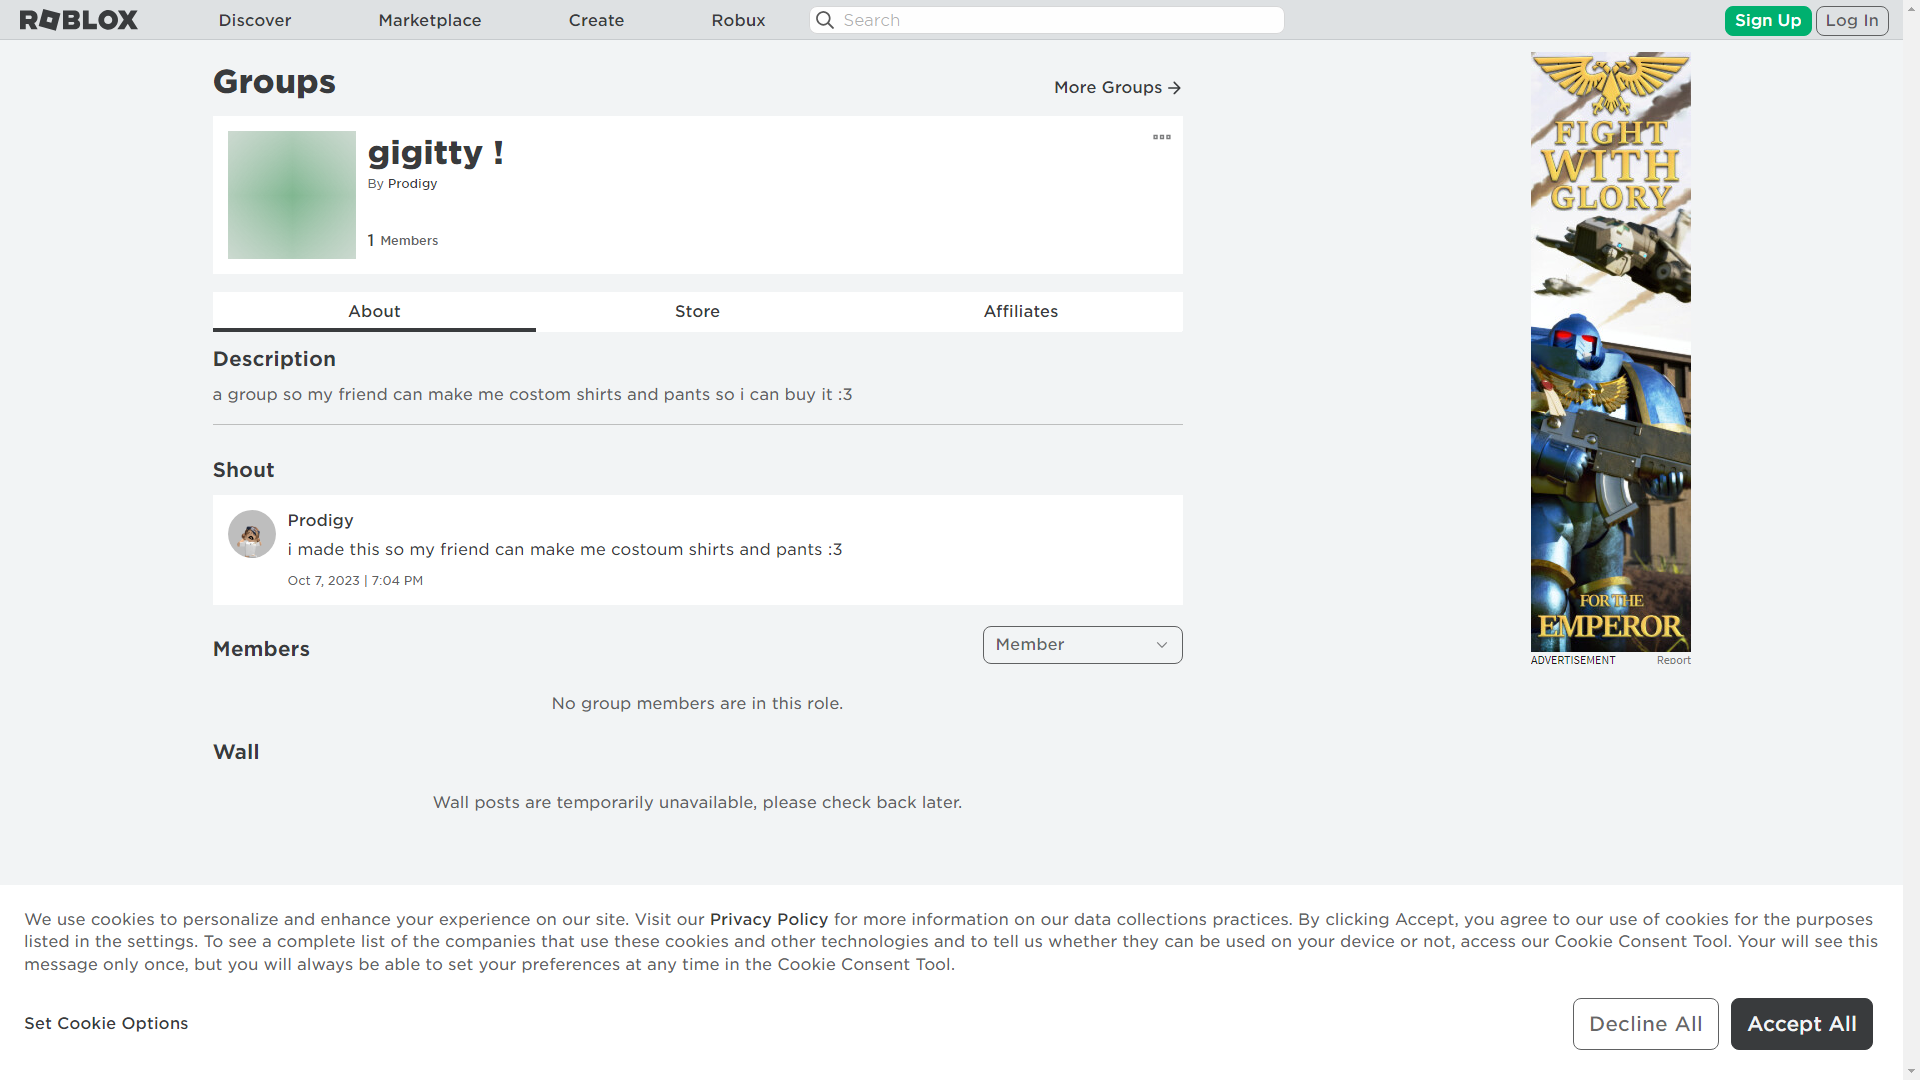 ROBLOX
Discover
Marketplace
Create
Robux
Search
Sign Up
Log In
Groups
More Groups
gigitty !
By Prodigy
1 Members
About
Store
Affiliates
Description
a group so my friend can make me costom shirts and pants so i can buy it :3
Shout
Prodigy
i made this so my friend can make me costoum shirts and pants :3
Oct 7, 2023 | 7:04 PM
Members
Member
No group members are in this role.
Wall
Wall posts are temporarily unavailable, please check back later.
FIGHT
WITH
GLORY
FOR THE
EMPEROR
ADVERTISEMENT
Report
We use cookies to personalize and enhance your experience on our site. Visit our Privacy Policy for more information on our data collections practices. By clicking Accept, you agree to our use of cookies for the purposes
listed in the settings. To see a complete list of the companies that use these cookies and other technologies and to tell us whether they can be used on your device or not, access our Cookie Consent Tool. Your will see this
message only once, but you will always be able to set your preferences at any time in the Cookie Consent Tool.
Set Cookie Options
Decline All
Accept All